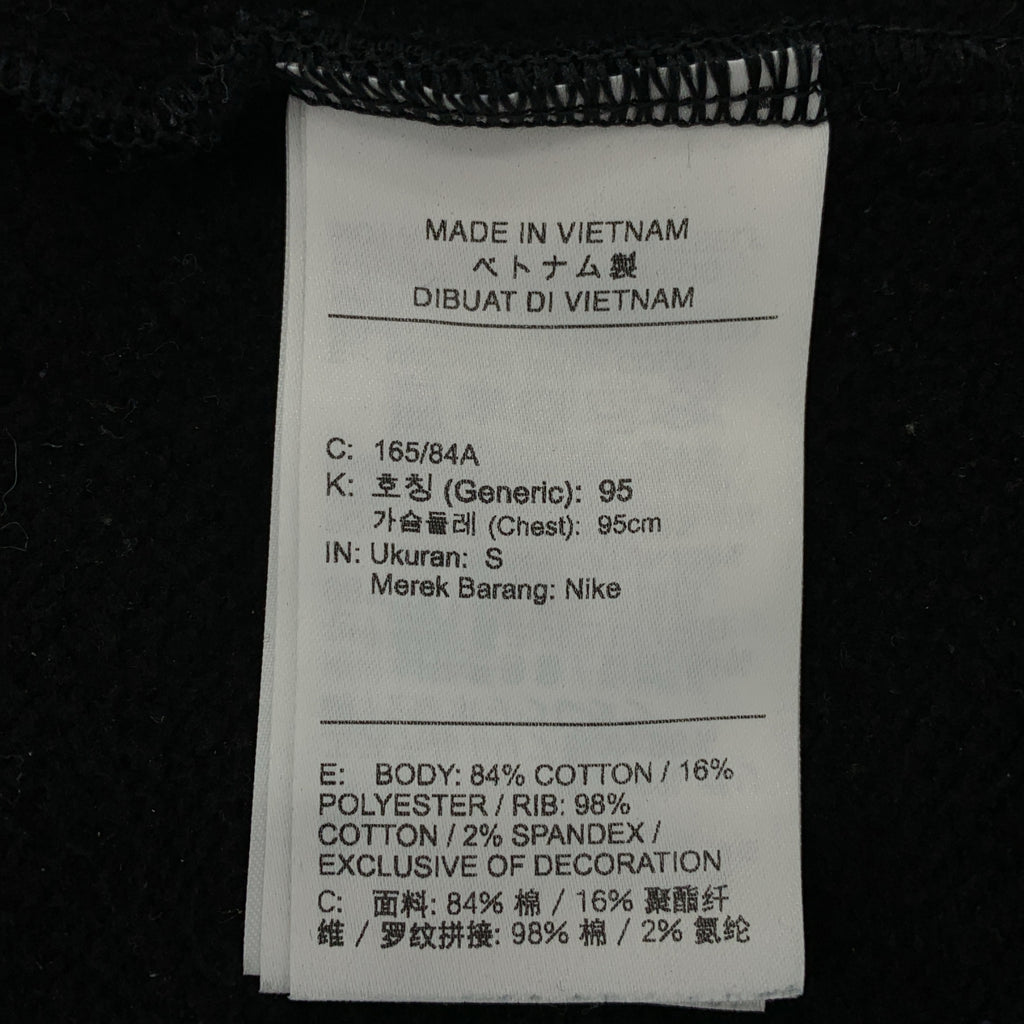 MADE IN VIETNAM
ベトナム製
DIBUAT DI VIETNAM
C: 165/84A
K: 호칭 (Generic): 95
가슴둘레 (Chest): 95cm
IN: Ukuran: S
Merek Barang: Nike
E: BODY: 84% COTTON / 16%
POLYESTER / RIB: 98%
COTTON / 2% SPANDEX /
EXCLUSIVE OF DECORATION
C: 面料: 84% 棉 / 16% 聚酯纤
维 / 罗纹拼接: 98% 棉 / 2% 氨纶